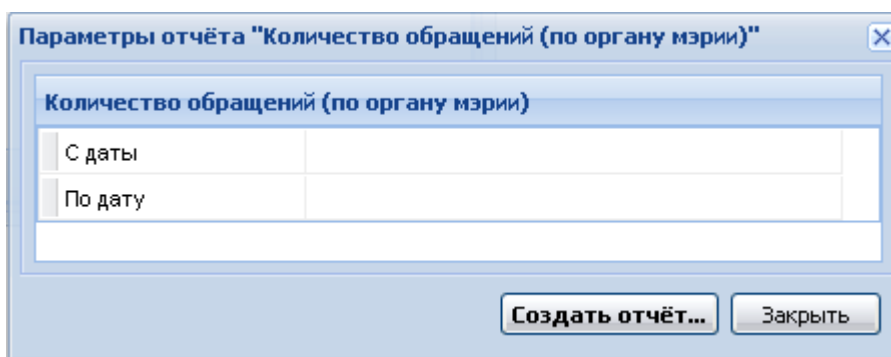 Параметры отчёта "Количество обращений (по органу мэрии)"
Количество обращений (по органу мэрии)
С даты
По дату
Создать отчёт... Закрыть